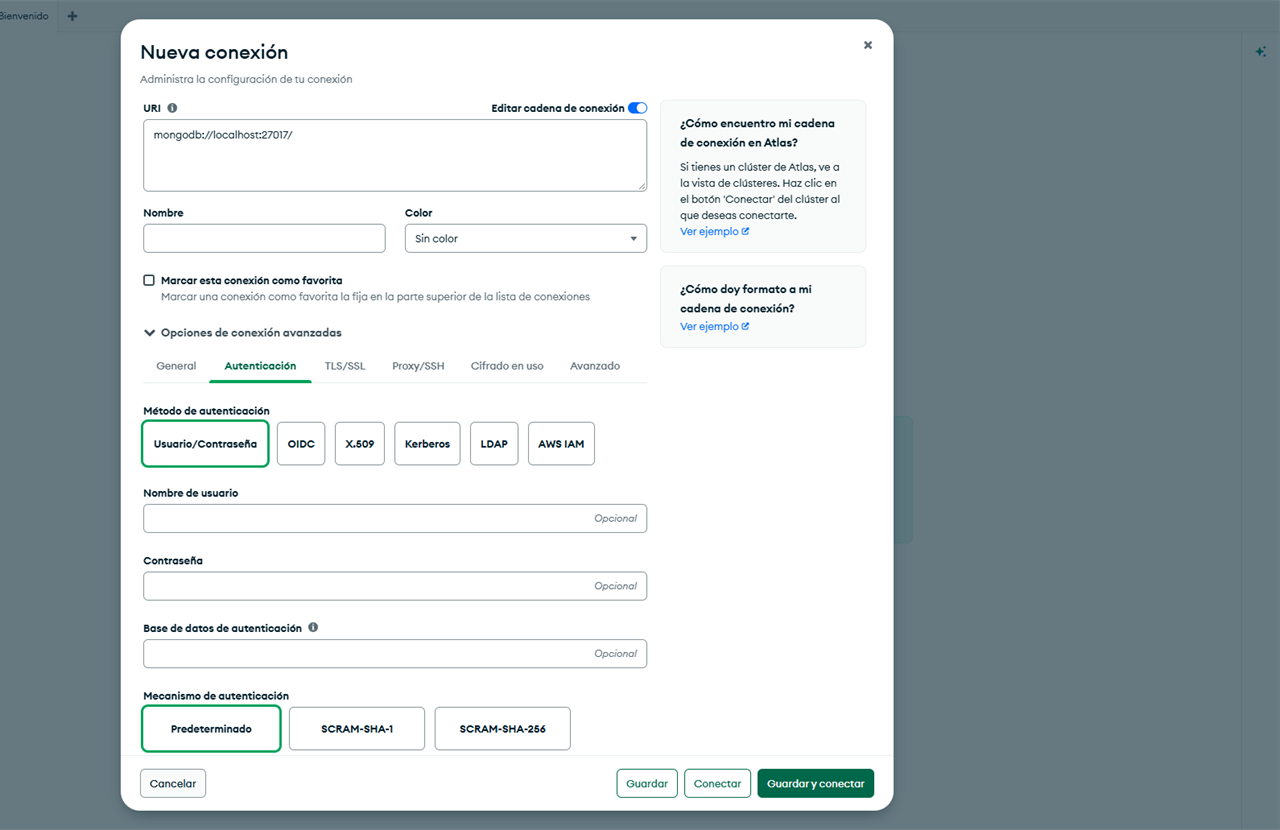 Bienvenido
Nueva conexión
Administra la configuración de tu conexión
URI
Editar cadena de conexión
mongodb://localhost:27017/
Nombre
Color
Sin color
Marcar esta conexión como favorita
Marcar una conexión como favorita la fija en la parte superior de la lista de conexiones
Opciones de conexión avanzadas
General
Autenticación
TLS/SSL
Proxy/SSH
Cifrado en uso
Avanzado
Método de autenticación
Usuario/Contraseña
OIDC
X.509
Kerberos
LDAP
AWS IAM
Nombre de usuario
Opcional
Contraseña
Opcional
Base de datos de autenticación
Opcional
Mecanismo de autenticación
Predeterminado
SCRAM-SHA-1
SCRAM-SHA-256
¿Cómo encuentro mi cadena
de conexión en Atlas?
Si tienes un clúster de Atlas, ve a
la vista de clústeres. Haz clic en
el botón 'Conectar' del clúster al
que deseas conectarte.
Ver ejemplo
¿Cómo doy formato a mi
cadena de conexión?
Ver ejemplo
Cancelar
Guardar
Conectar
Guardar y conectar